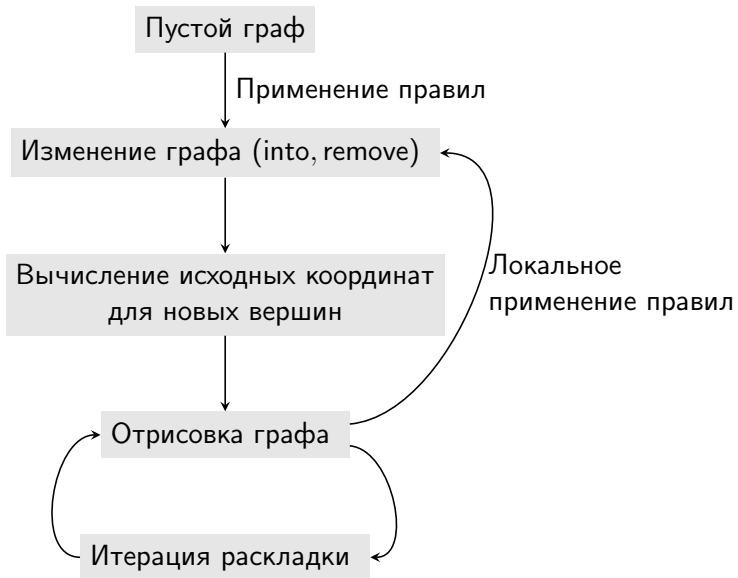 Пустой граф
Применение правил
Изменение графа (into, remove)
Вычисление исходных координат
для новых вершин
Локальное
применение правил
Отрисовка графа
Итерация раскладки